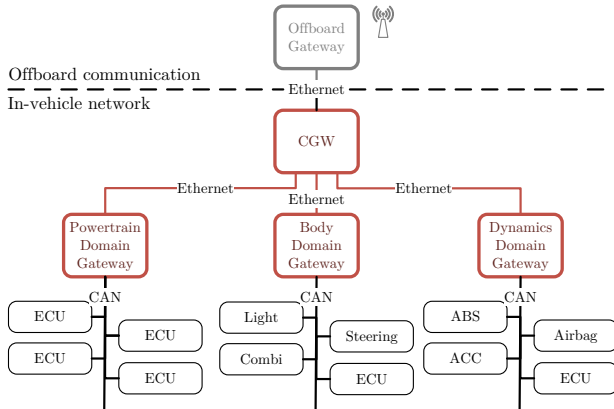 Offboard
Gateway
Offboard communication
Ethernet
In-vehicle network
CGW
Ethernet
Ethernet
Ethernet
Powertrain
Domain
Gateway
Body
Domain
Gateway
Dynamics
Domain
Gateway
CAN
CAN
CAN
ECU
ECU
ECU
ECU
Light
Steering
Combi
ECU
ABS
Airbag
ACC
ECU